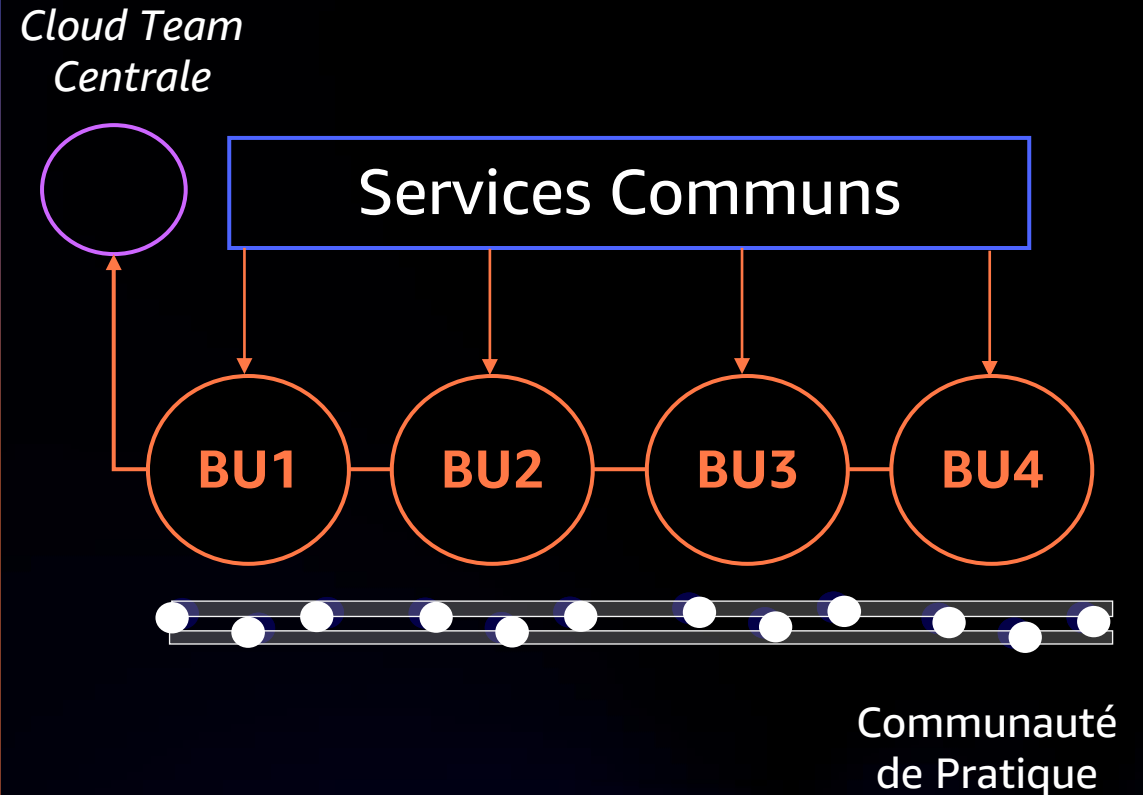 Cloud Team
Centrale
Services Communs
BU1
BU2
BU3
BU4
Communauté
de Pratique